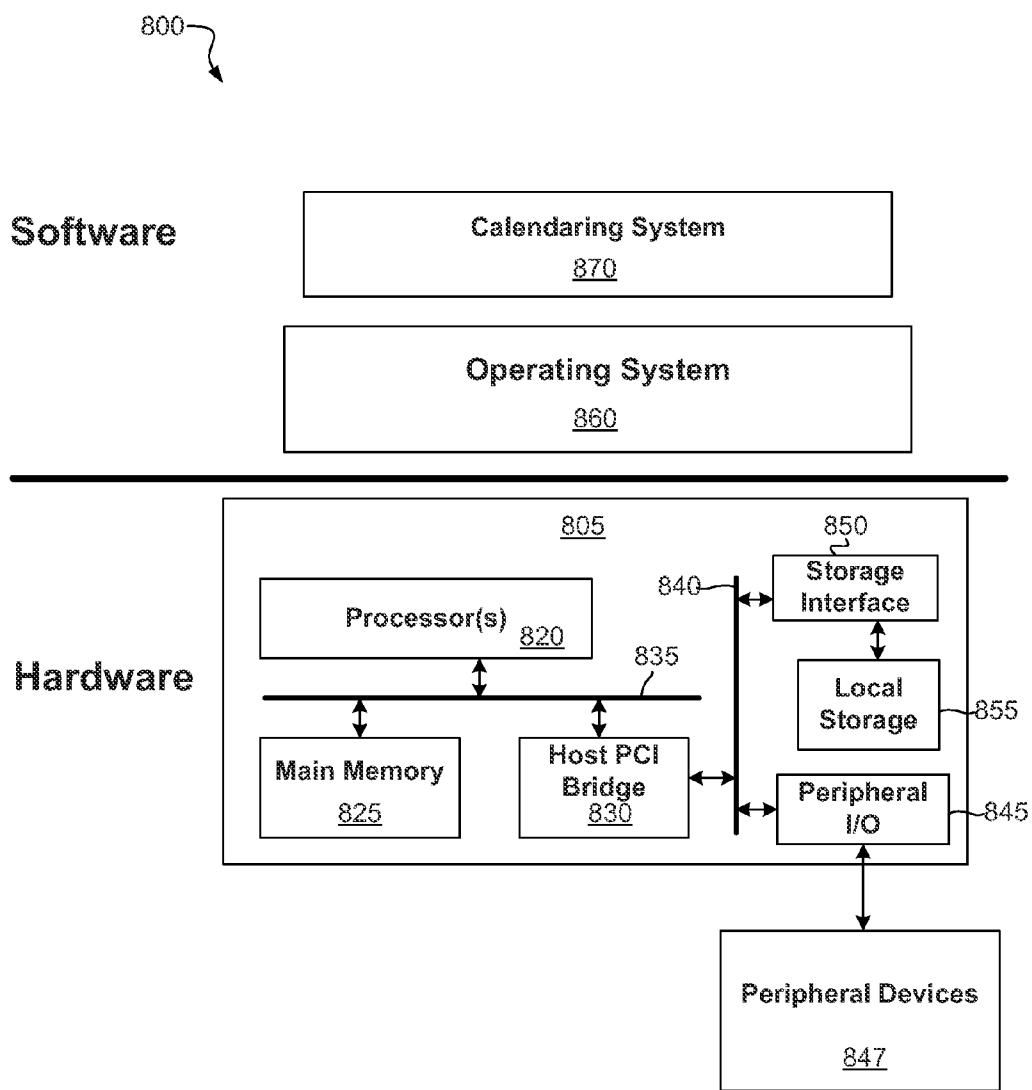 800
Software
Calendaring System
870
Operating System
860
Hardware
805
850
840
Storage
Interface
Processor(s)
820
835
Local
Storage
855
Main Memory
825
Host PCI
Bridge
830
Peripheral
I/O
845
Peripheral Devices
847